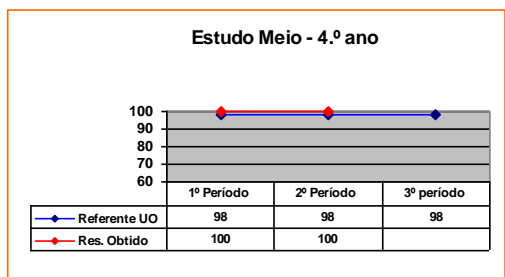 Estudo Meio - 4.º ano
100
90
80
70
60
1º Período 2º Período 3º período
Referente UO 98 98 98
Res. Obtido 100 100